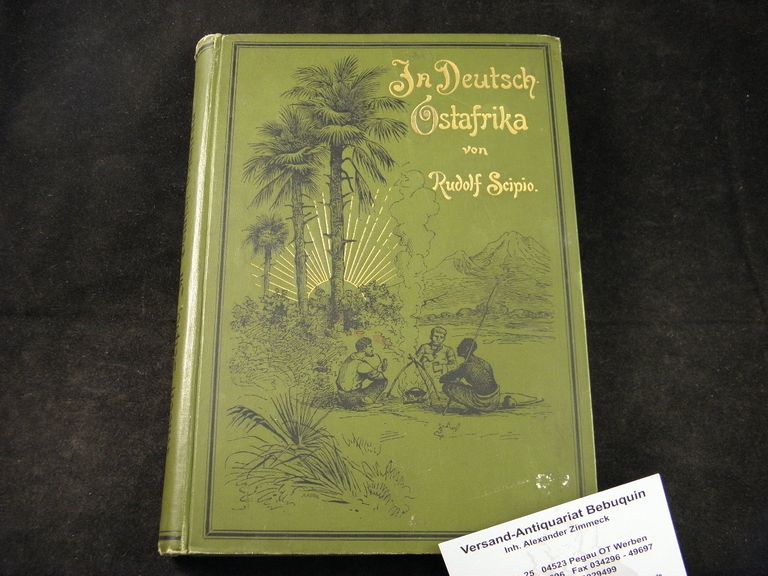 In Deutsch-
Ostafrika
von
Rudolf Scipio.
Versand-Antiquariat Bebuquin
Inh. Alexander Zimmeck
25 04523 Pegau OT Werben
Fax 034296 - 49697